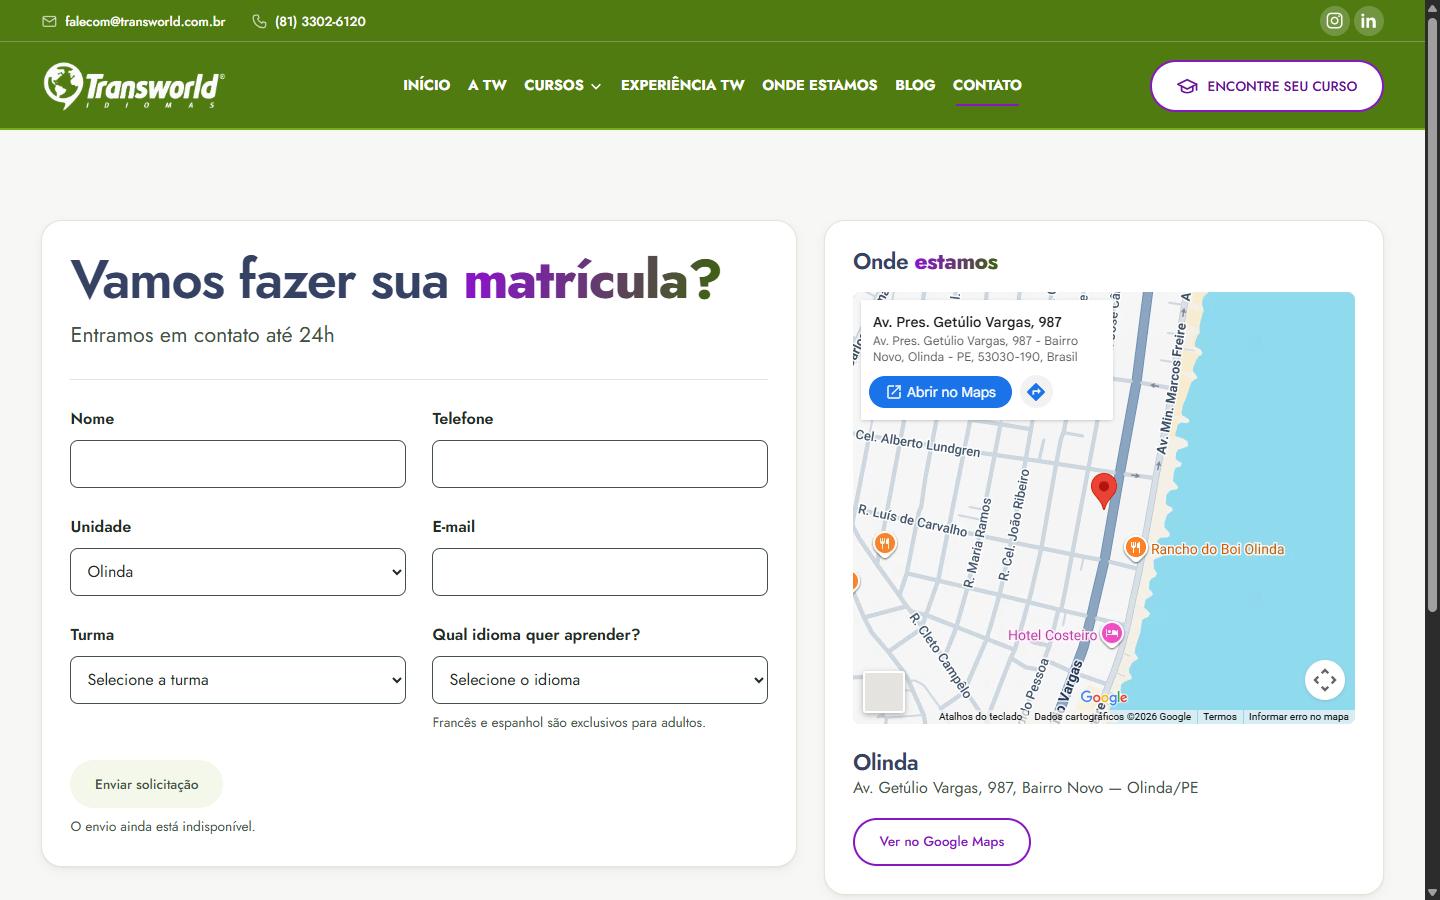 falecom@transworld.com.br
(81) 3302-6120
Transworld®
IDIOMAS
INÍCIO
A TW
CURSOS
EXPERIÊNCIA TW
ONDE ESTAMOS
BLOG
CONTATO
ENCONTRE SEU CURSO
Vamos fazer sua matrícula?
Entramos em contato até 24h
Nome
Telefone
Unidade
E-mail
Olinda
Turma
Qual idioma quer aprender?
Selecione a turma
Selecione o idioma
Francês e espanhol são exclusivos para adultos.
Enviar solicitação
O envio ainda está indisponível.
Onde estamos
Av. Pres. Getúlio Vargas, 987
Av. Pres. Getúlio Vargas, 987 - Bairro
Novo, Olinda - PE, 53030-190, Brasil
Abrir no Maps
Av. Min. Marcos Freire
Cel. Alberto Lundgren
R. Luís de Carvalho
R. Maria Ramos
R. Cel. João Ribeiro
Rancho do Boi Olinda
R. Cleto Campêlo
Hotel Costeiro
do Pessoa
o Vargas
Google
Atalhos do teclado
Dados cartográficos ©2026 Google
Termos
Informar erro no mapa
Olinda
Av. Getúlio Vargas, 987, Bairro Novo — Olinda/PE
Ver no Google Maps